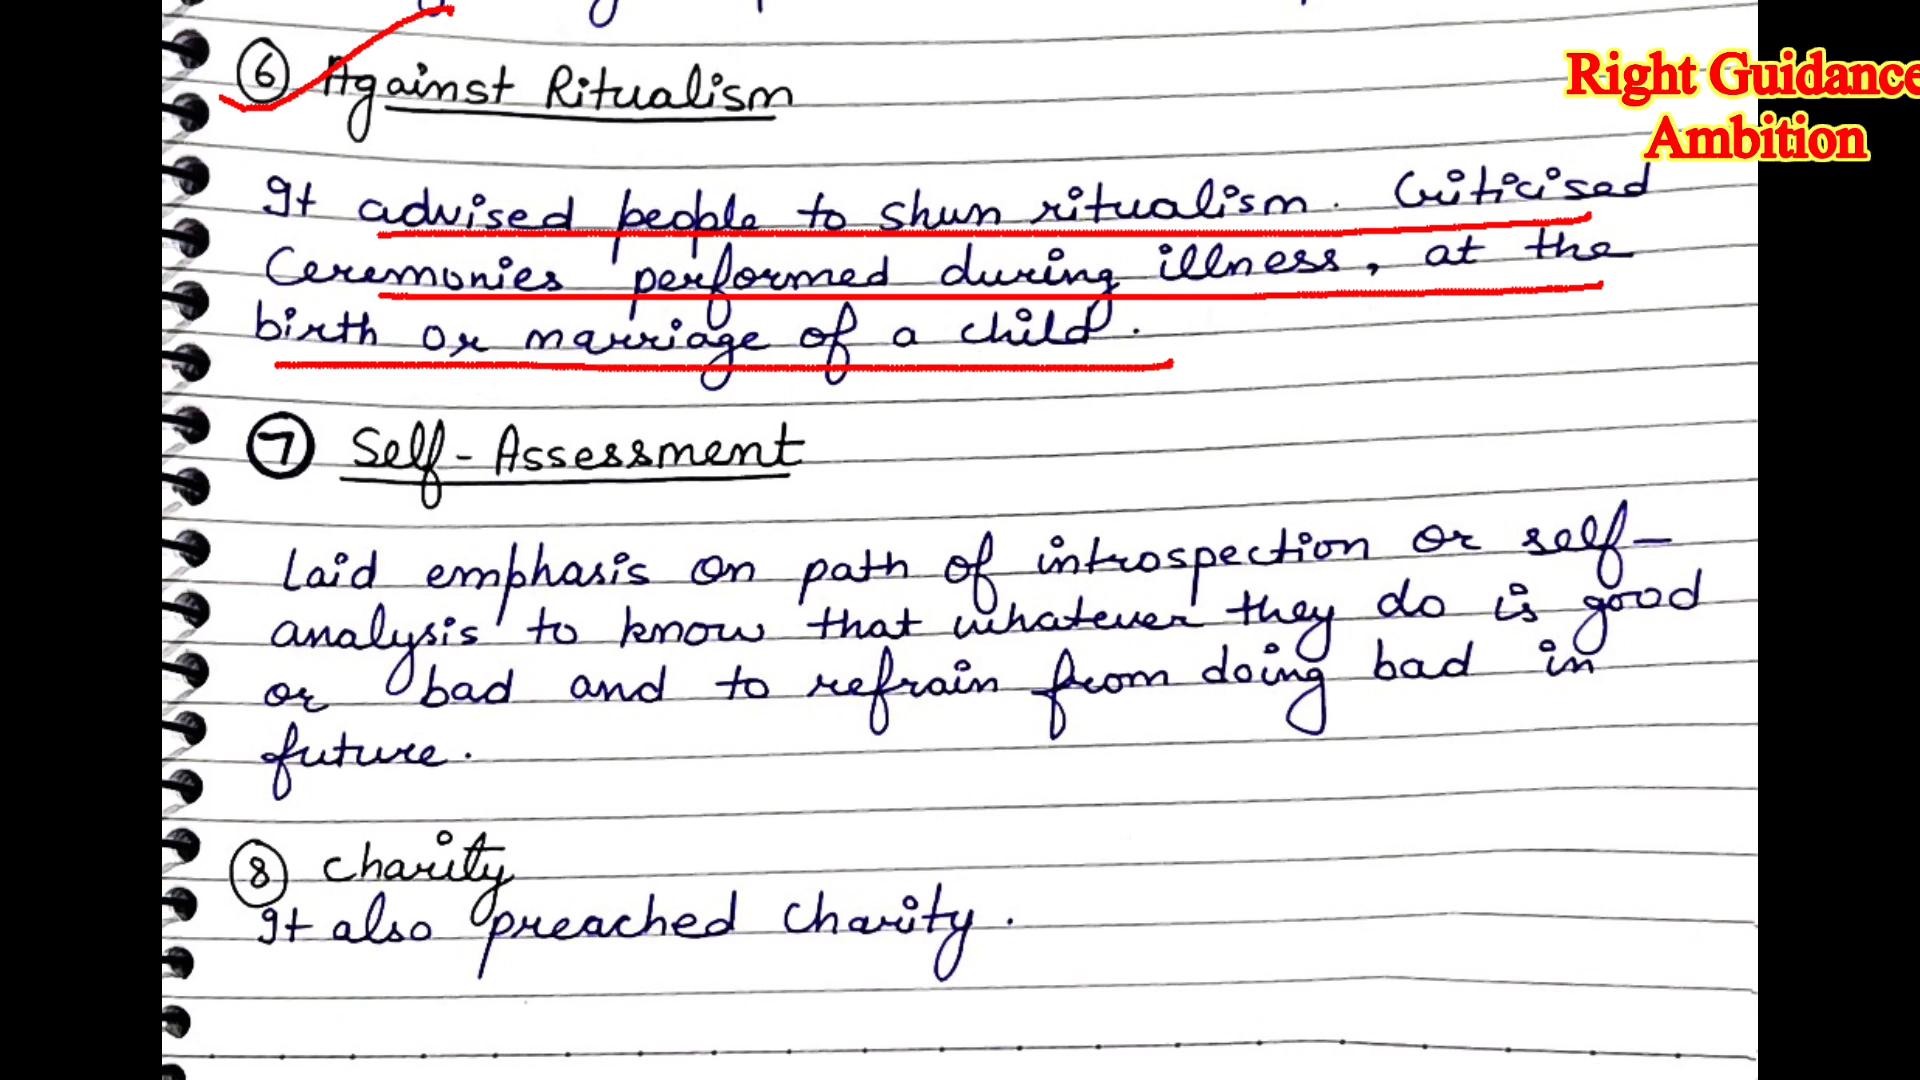 6 Against Ritualism
Right Guidance
Ambition
It advised people to shun ritualism. Criticised
Ceremonies performed during illness, at the
birth or marriage of a child.
7 Self-Assessment
Laid emphasis on path of introspection or self-
analysis to know that whatever they do is good
or bad and to refrain from doing bad in
future.
8 Charity
It also preached charity.